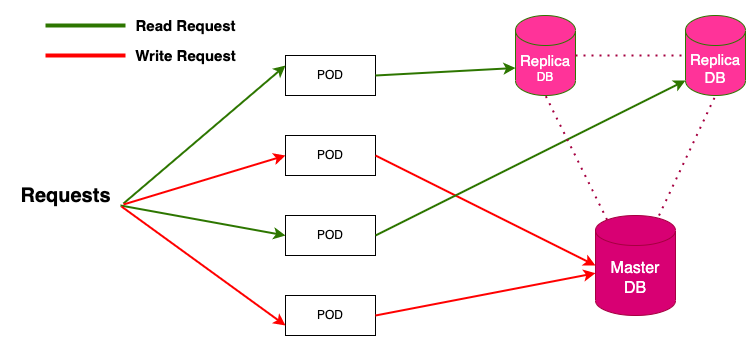 Read Request
Write Request
POD
Replica
DB
Replica
DB
POD
Requests
POD
Master
DB
POD